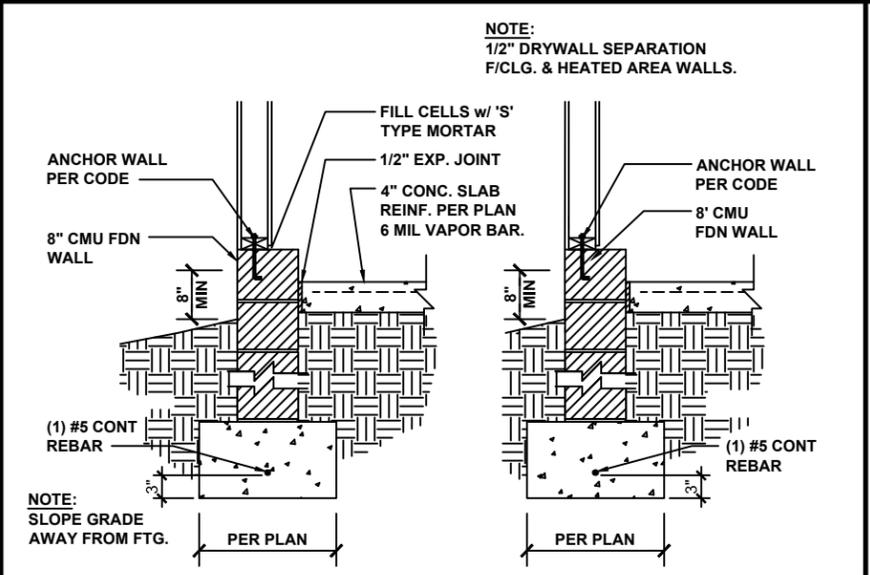 NOTE:
1/2" DRYWALL SEPARATION
F/CLG. & HEATED AREA WALLS.
FILL CELLS w/ 'S'
TYPE MORTAR
1/2" EXP. JOINT
4" CONC. SLAB
REINF. PER PLAN
6 MIL VAPOR BAR.
ANCHOR WALL
PER CODE
8" CMU FDN
WALL
8"
MIN
(1) #5 CONT
REBAR
3"
NOTE:
SLOPE GRADE
AWAY FROM FTG.
PER PLAN
ANCHOR WALL
PER CODE
8' CMU
FDN WALL
8"
MIN
(1) #5 CONT
REBAR
3"
PER PLAN